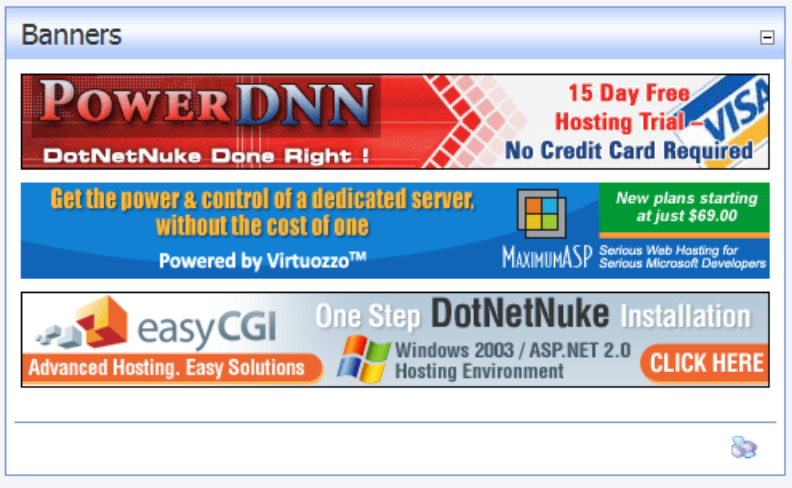 Banners
POWERDNN
DotNetNuke Done Right !
15 Day Free
Hosting Trial –
No Credit Card Required
VISA
Get the power & control of a dedicated server,
without the cost of one
Powered by Virtuozzo™
MAXIMUMASP
New plans starting
at just $69.00
Serious Web Hosting for
Serious Microsoft Developers
easyCGI
Advanced Hosting. Easy Solutions
One Step DotNetNuke Installation
Windows 2003 / ASP.NET 2.0
Hosting Environment
CLICK HERE